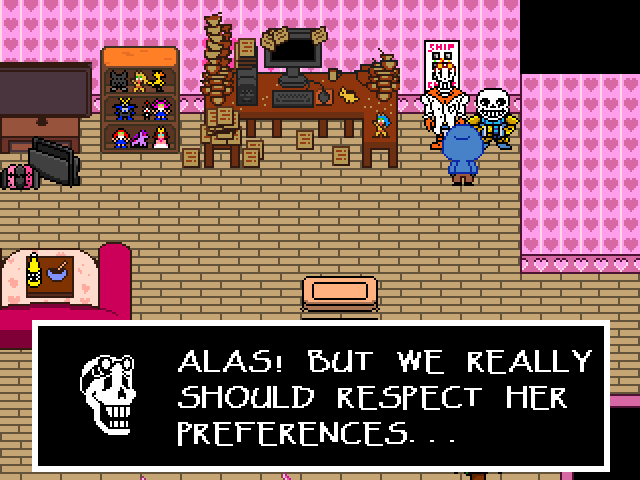 SHIP
ALAS! BUT WE REALLY
SHOULD RESPECT HER
PREFERENCES...